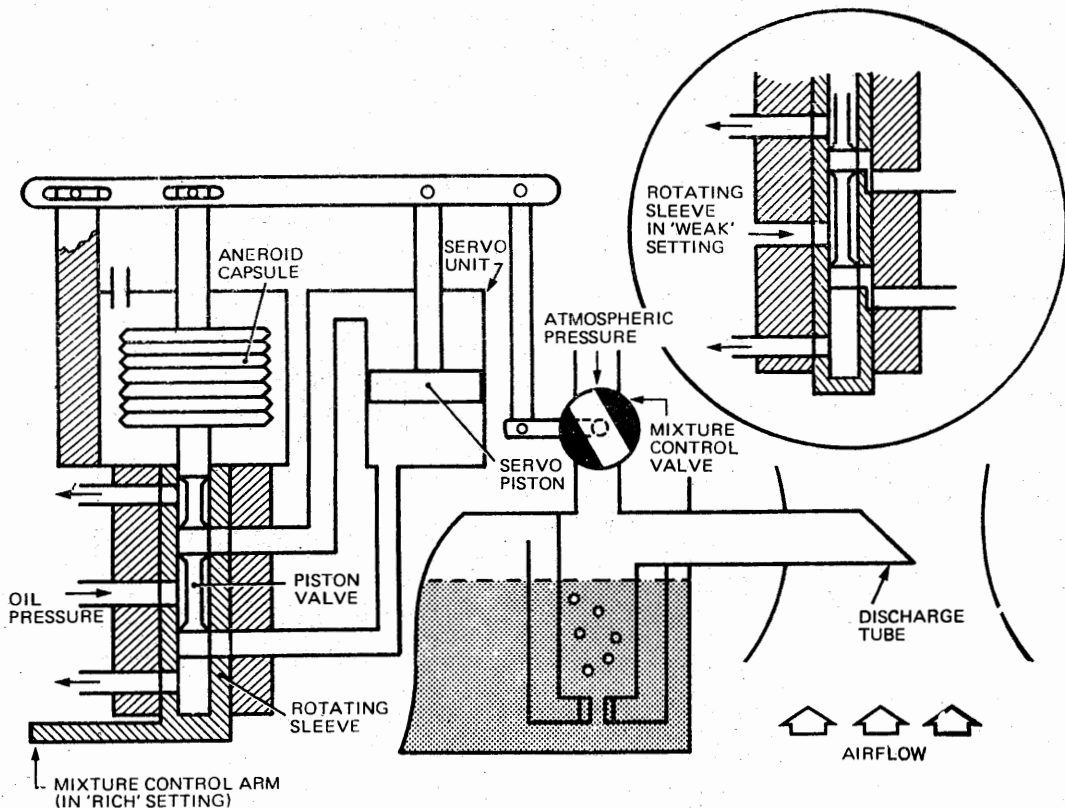 ANEROID
CAPSULE
SERVO
UNIT
ATMOSPHERIC
PRESSURE
ROTATING
SLEEVE
IN 'WEAK'
SETTING
MIXTURE
CONTROL
VALVE
SERVO
PISTON
OIL
PRESSURE
PISTON
VALVE
DISCHARGE
TUBE
ROTATING
SLEEVE
AIRFLOW
MIXTURE CONTROL ARM
(IN 'RICH' SETTING)